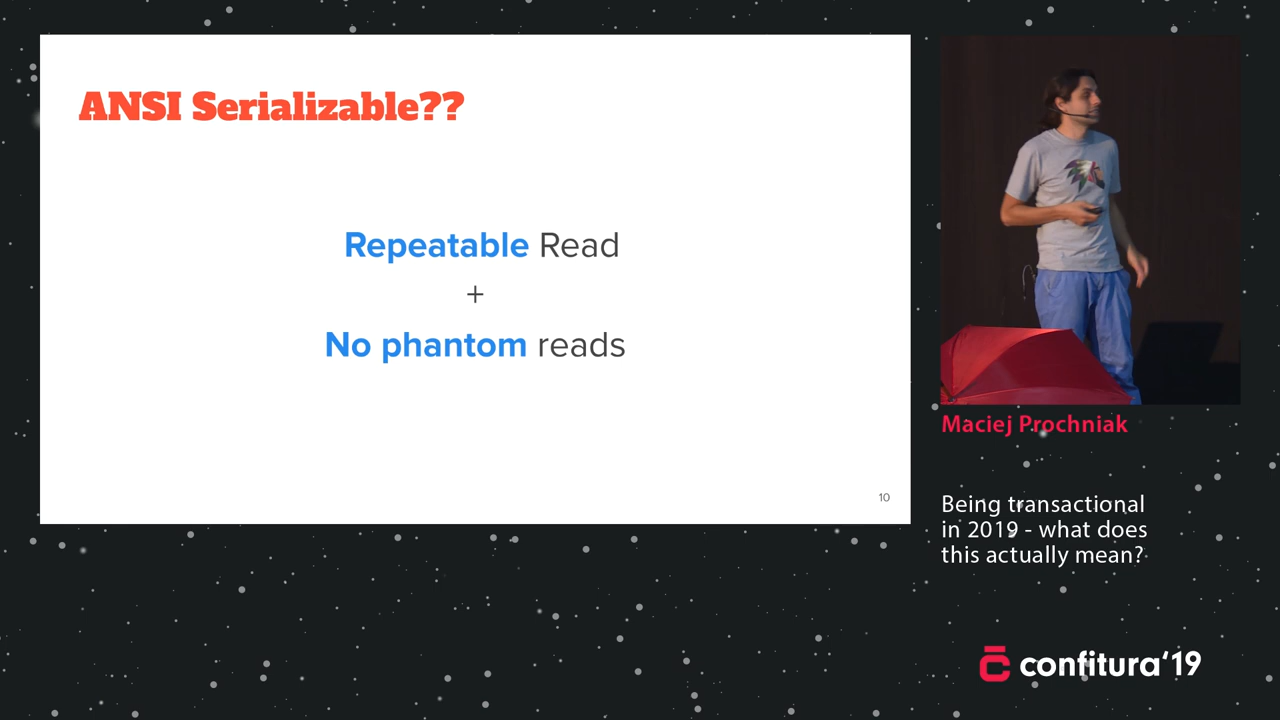 ANSI Serializable??
Repeatable Read
+
No phantom reads
10
Maciej Prochniak
Being transactional
in 2019 - what does
this actually mean?
confitura'19